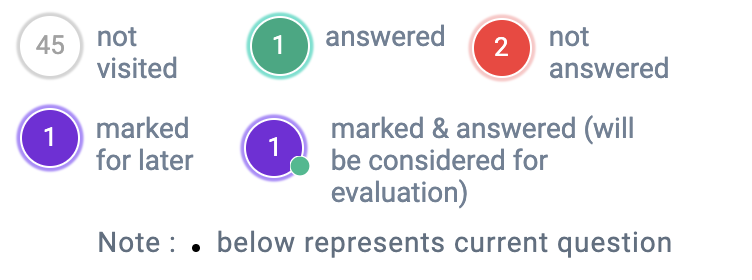 45 not visited 1 answered 2 not answered
1 marked for later 1 marked & answered (will be considered for evaluation)
Note : . below represents current question